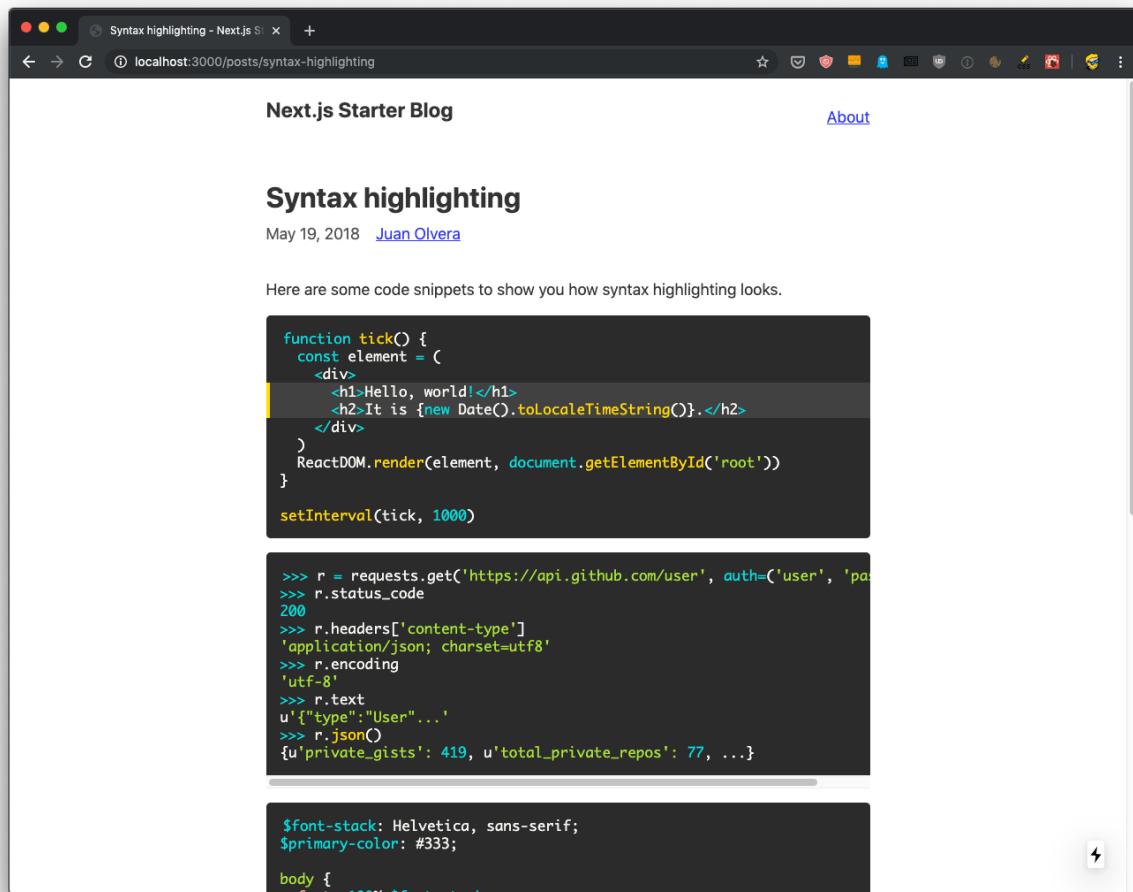 Syntax highlighting - Next.js St
localhost:3000/posts/syntax-highlighting
Next.js Starter Blog
About
Syntax highlighting
May 19, 2018 Juan Olvera
Here are some code snippets to show you how syntax highlighting looks.
function tick() {
  const element = (
    <div>
      <h1>Hello, world!</h1>
      <h2>It is {new Date().toLocaleTimeString()}.</h2>
    </div>
  )
  ReactDOM.render(element, document.getElementById('root'))
}
setInterval(tick, 1000)
>>> r = requests.get('https://api.github.com/user', auth=('user', 'pas
>>> r.status_code
200
>>> r.headers['content-type']
'application/json; charset=utf8'
>>> r.encoding
'utf-8'
>>> r.text
u'{"type":"User"...'
>>> r.json()
{u'private_gists': 419, u'total_private_repos': 77, ...}
$font-stack: Helvetica, sans-serif;
$primary-color: #333;
body {